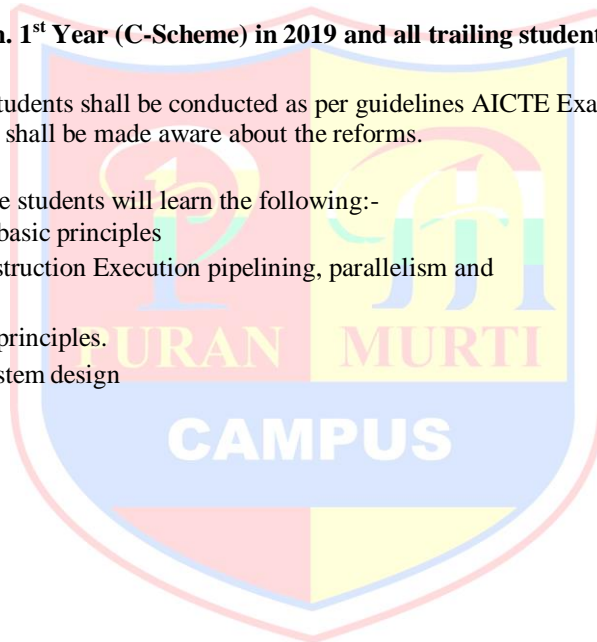 n. 1st Year (C-Scheme) in 2019 and all trailing student
tudents shall be conducted as per guidelines AICTE Exa
shall be made aware about the reforms.
e students will learn the following:-
basic principles
struction Execution pipelining, parallelism and
principles.
stem design
PURAN MURTI
CAMPUS